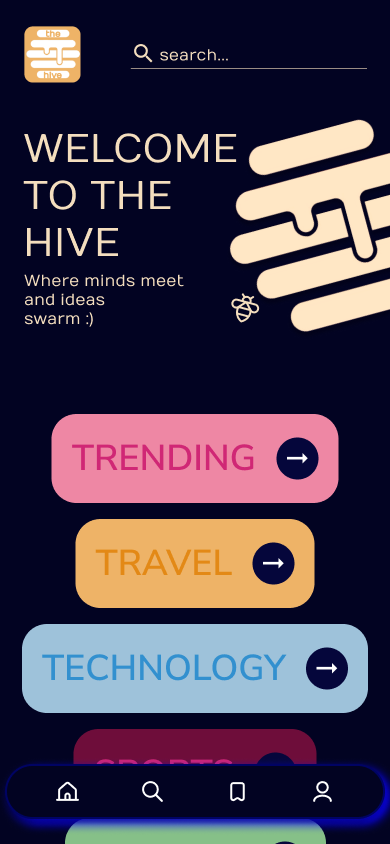 the
hive
search...
WELCOME
TO THE
HIVE
Where minds meet
and ideas
swarm :)
TRENDING
TRAVEL
TECHNOLOGY
SPORTS